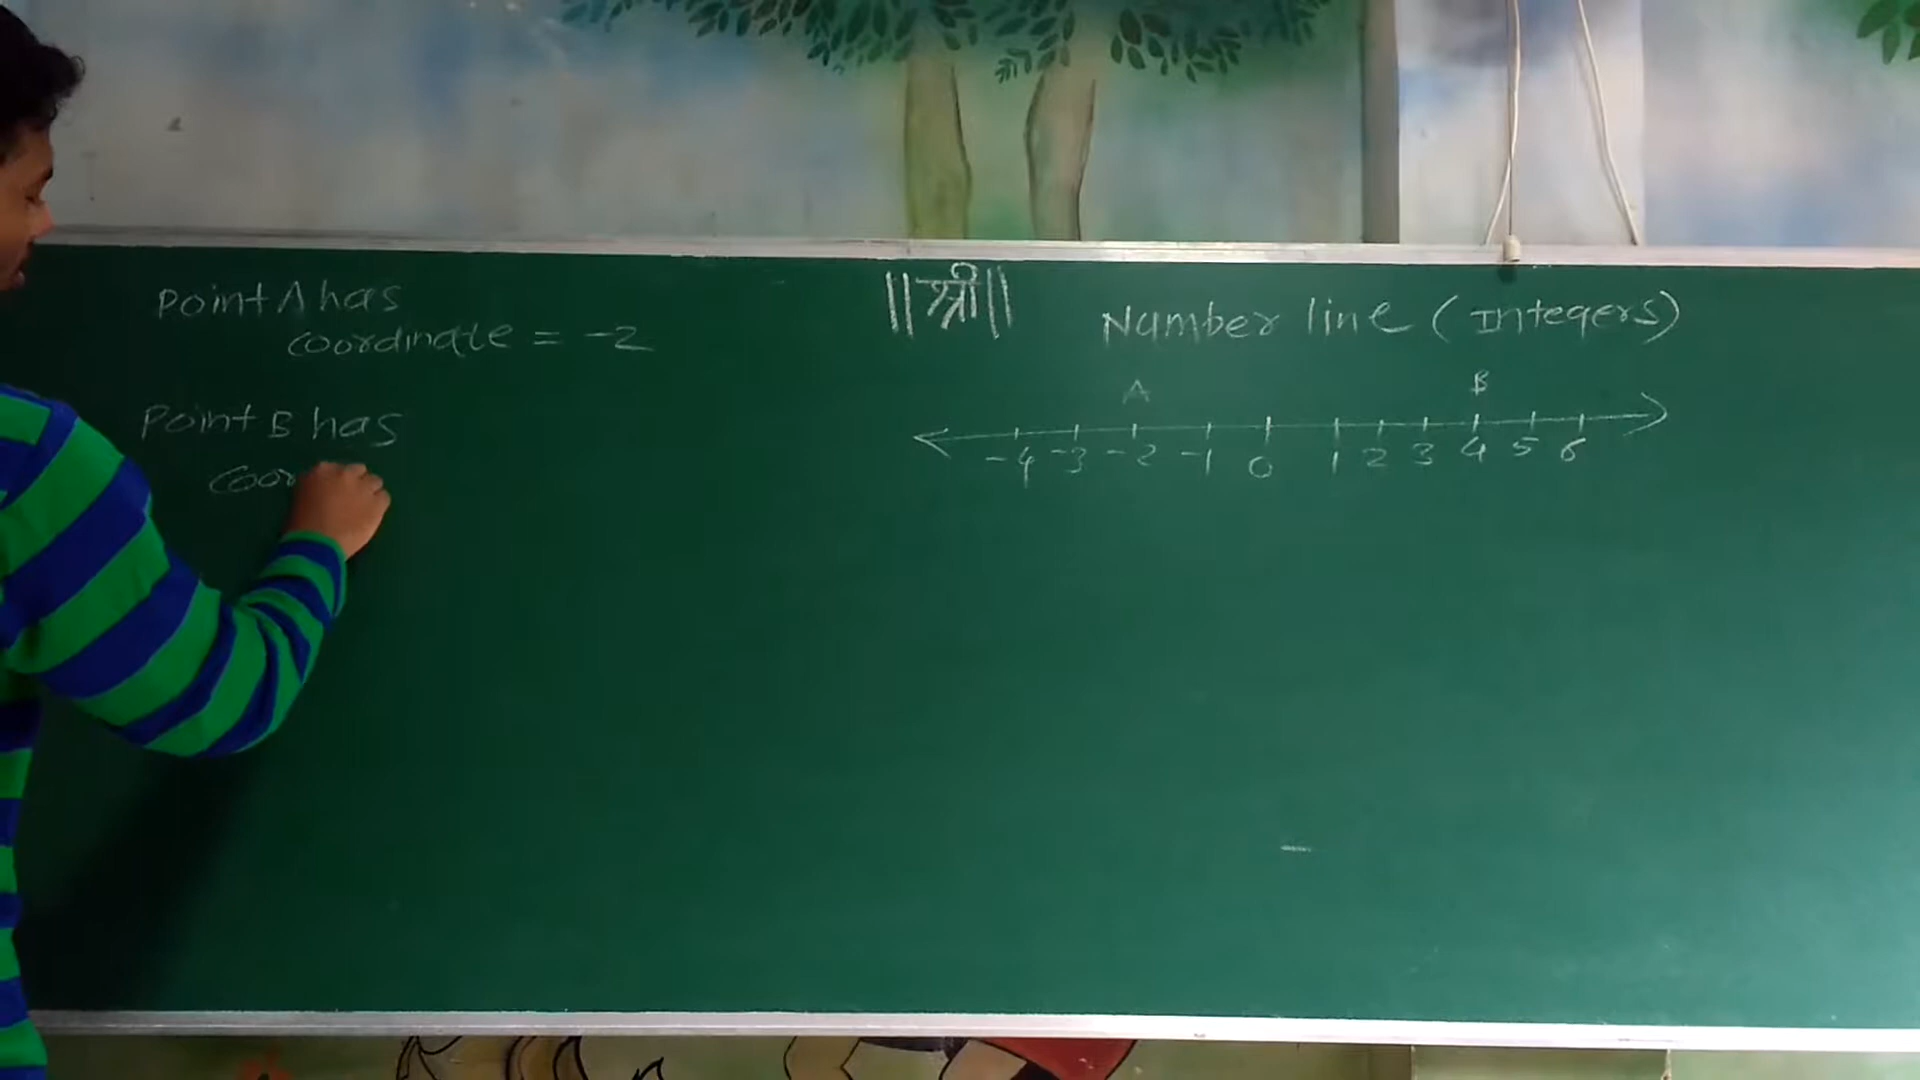 Point A has
coordinate = -2
Point B has
coor
||श्री||
Number line (Integers)
A B
-4 -3 -2 -1 0 1 2 3 4 5 6